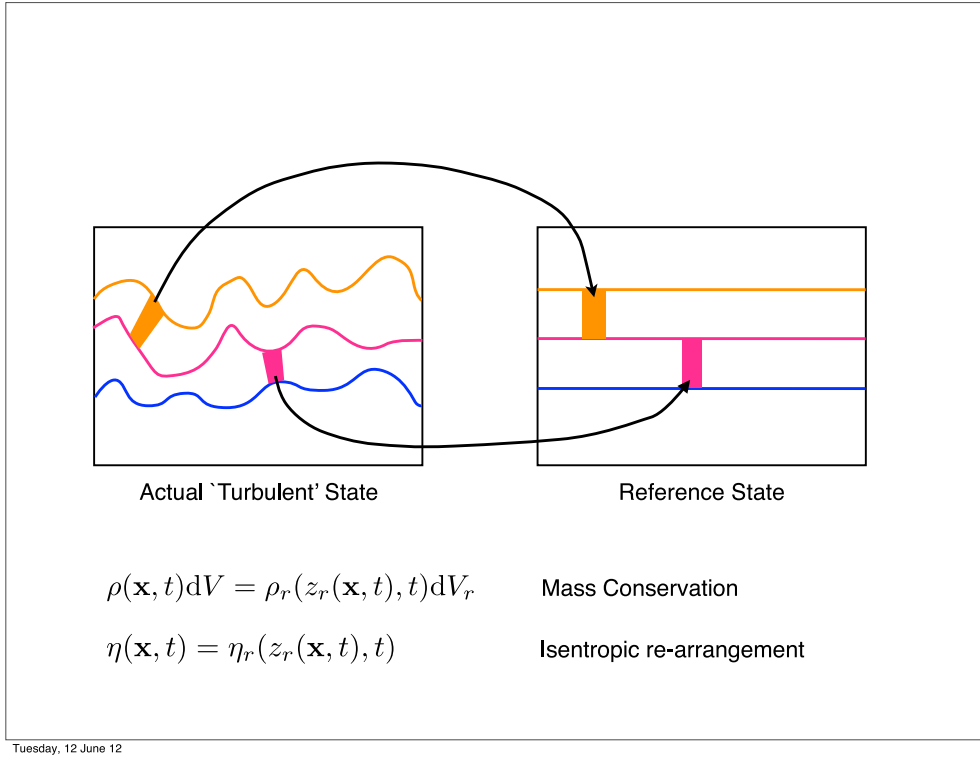 Actual `Turbulent' State
Reference State
ρ(x, t)dV = ρ_r(z_r(x, t), t)dV_r
Mass Conservation
η(x, t) = η_r(z_r(x, t), t)
Isentropic re-arrangement
Tuesday, 12 June 12